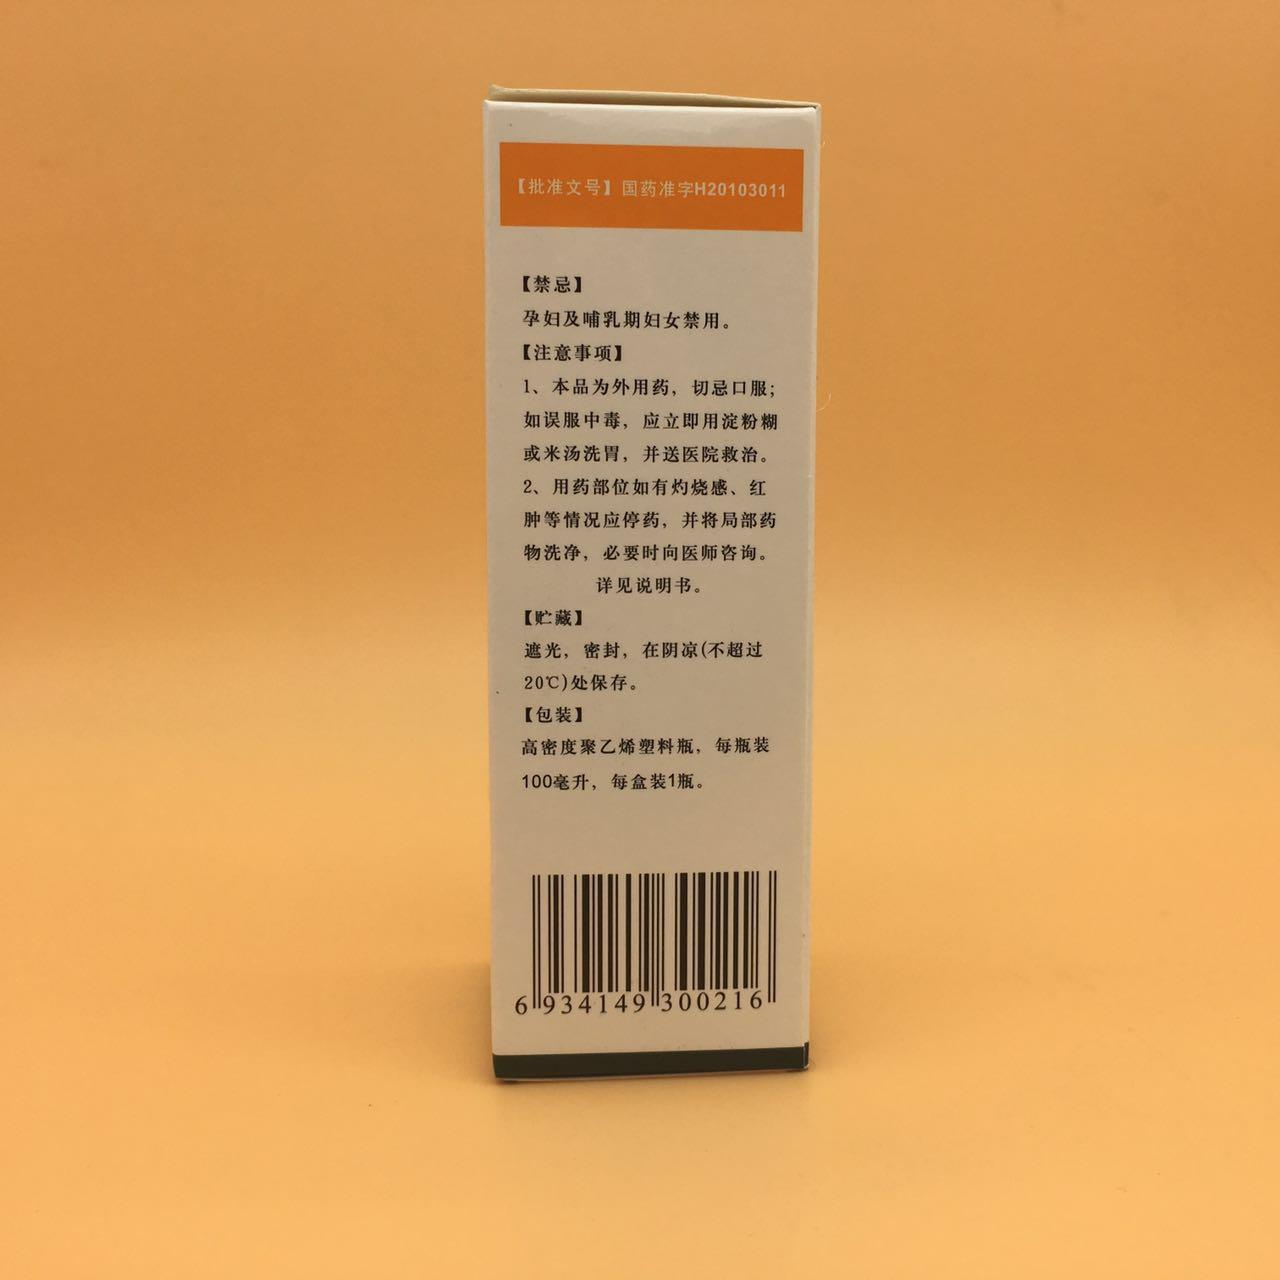 【批准文号】国药准字H20103011
【禁忌】
孕妇及哺乳期妇女禁用。
【注意事项】
1、本品为外用药，切忌口服;
如误服中毒，应立即用淀粉糊
或米汤洗胃，并送医院救治。
2、用药部位如有灼烧感、红
肿等情况应停药，并将局部药
物洗净，必要时向医师咨询。
详见说明书。
【贮藏】
遮光，密封，在阴凉(不超过
20℃)处保存。
【包装】
高密度聚乙烯塑料瓶，每瓶装
100毫升，每盒装1瓶。
6 934149 300216